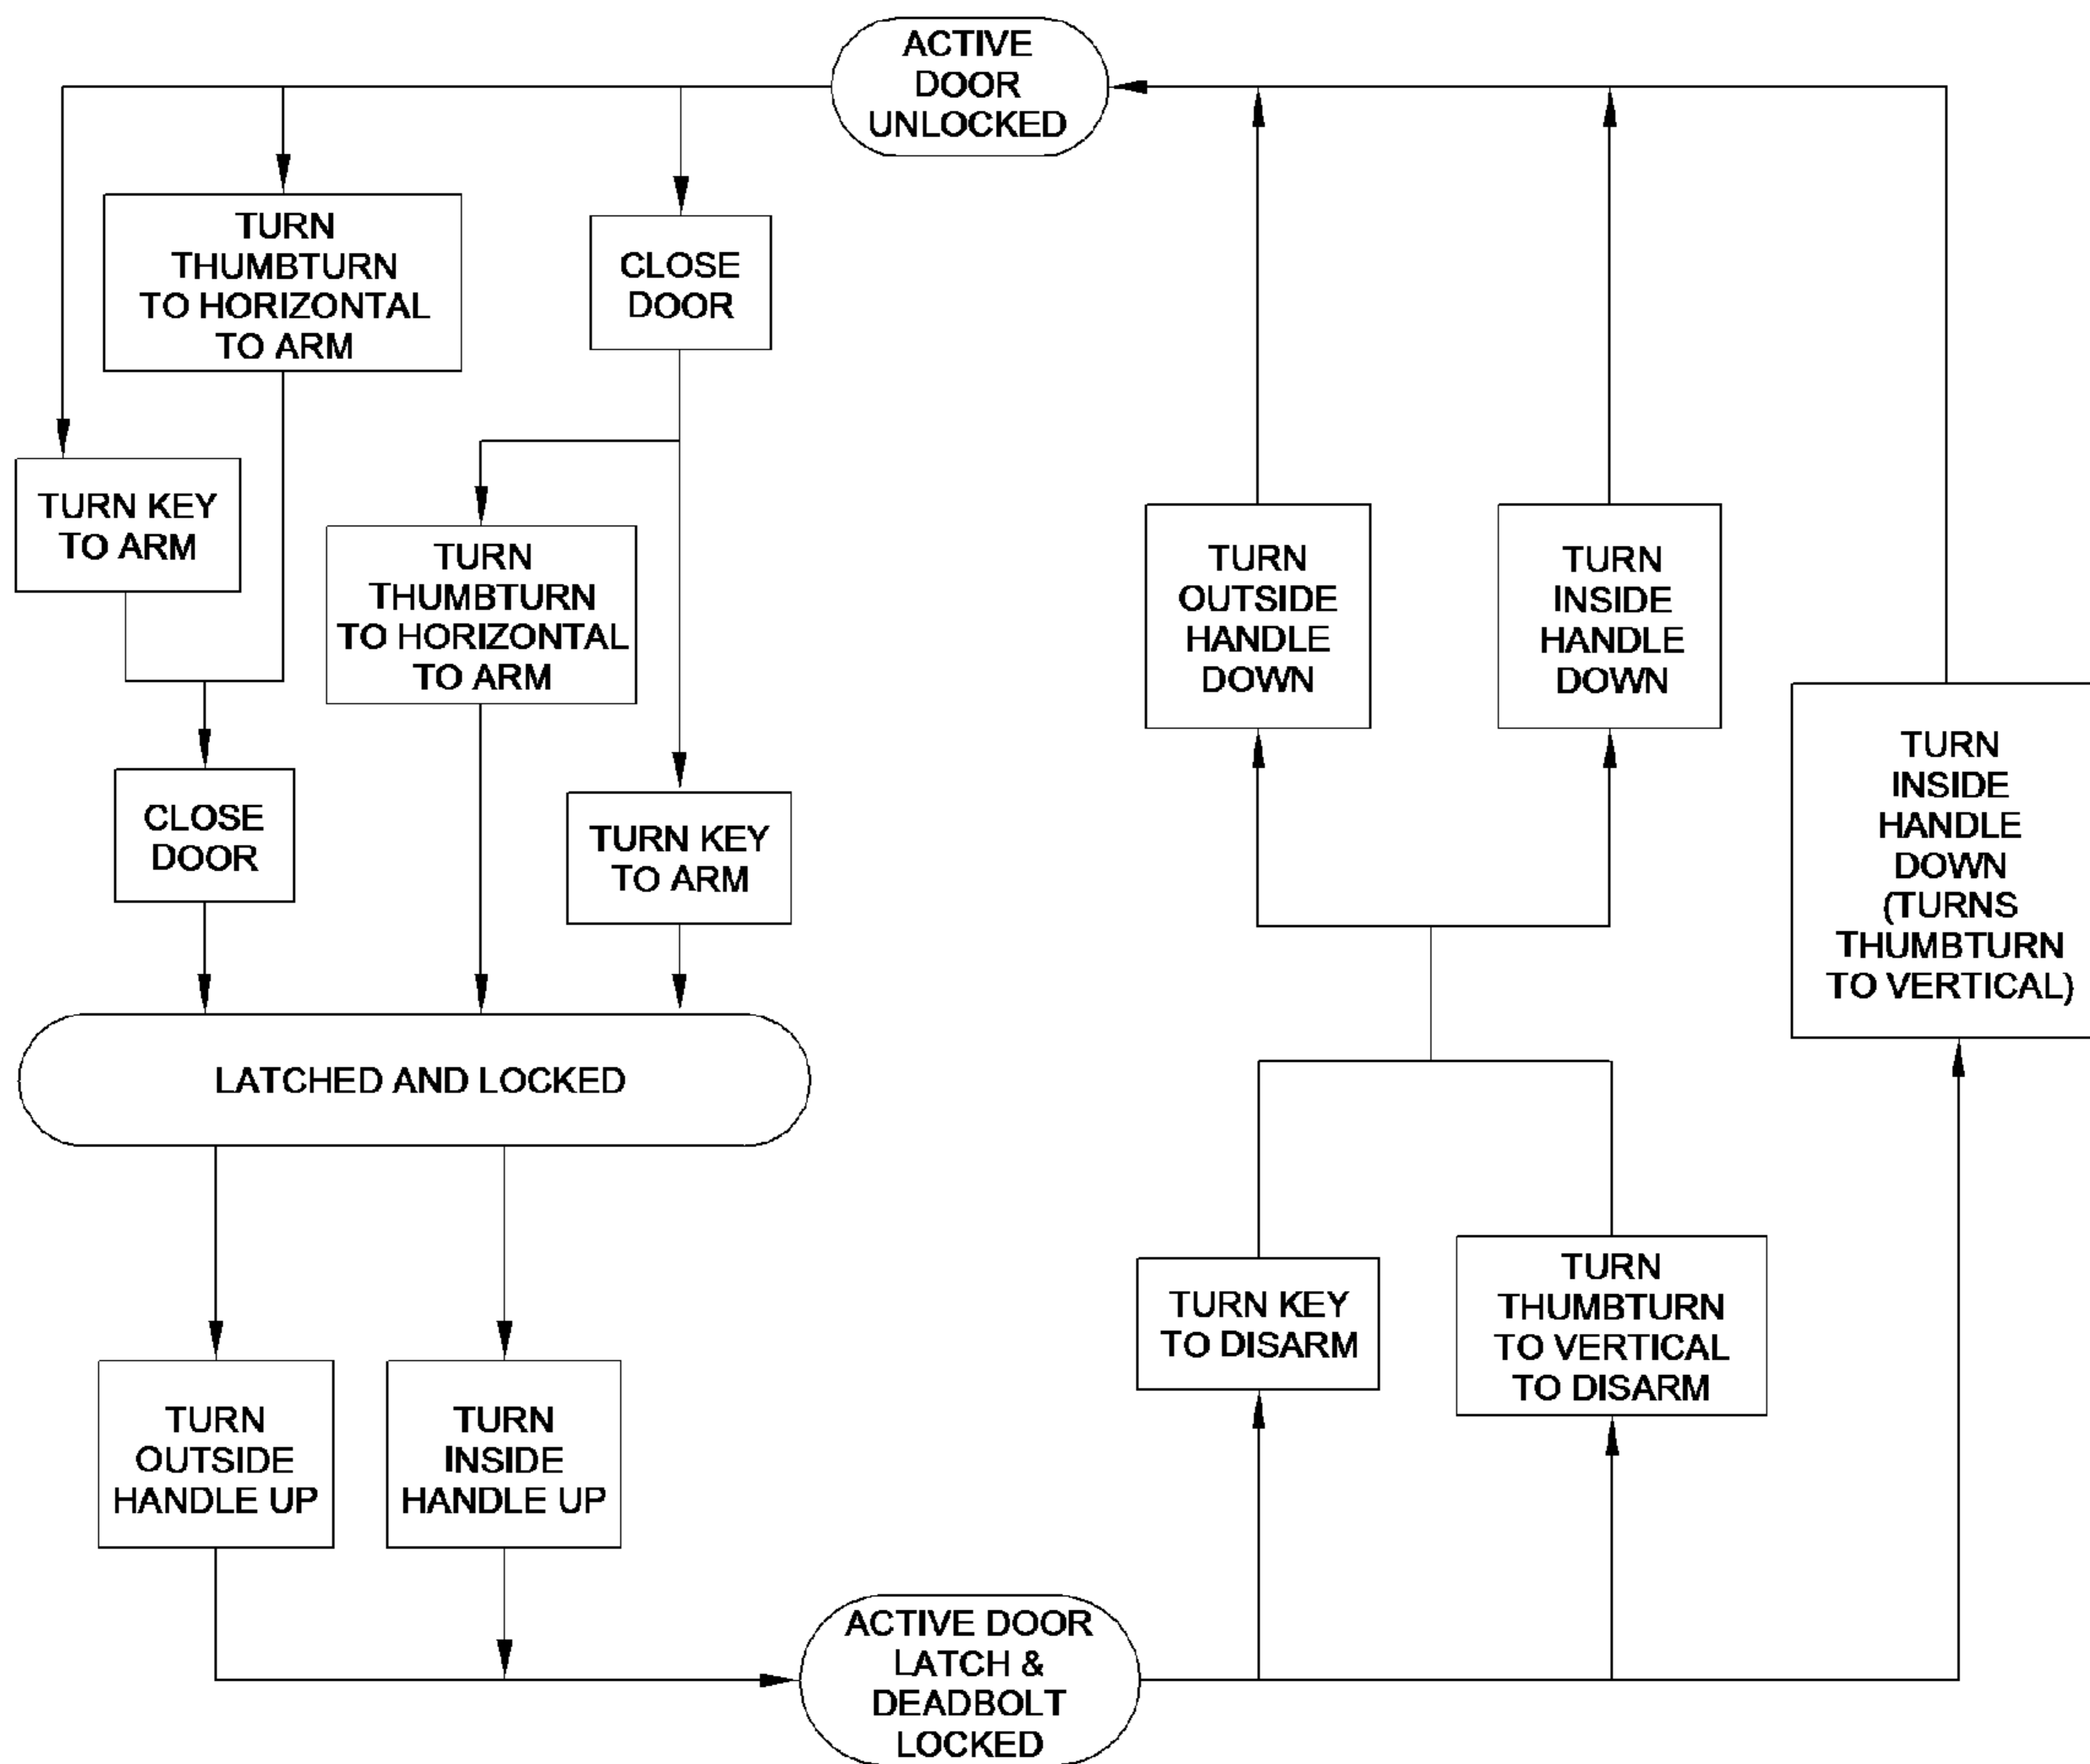 ACTIVE
DOOR
UNLOCKED
TURN
THUMBTURN
TO HORIZONTAL
TO ARM
CLOSE
DOOR
TURN KEY
TO ARM
TURN
THUMBTURN
TO HORIZONTAL
TO ARM
TURN
OUTSIDE
HANDLE
DOWN
TURN
INSIDE
HANDLE
DOWN
TURN
INSIDE
HANDLE
DOWN
(TURNS
THUMBTURN
TO VERTICAL)
CLOSE
DOOR
TURN KEY
TO ARM
LATCHED AND LOCKED
TURN KEY
TO DISARM
TURN
THUMBTURN
TO VERTICAL
TO DISARM
TURN
OUTSIDE
HANDLE UP
TURN
INSIDE
HANDLE UP
ACTIVE DOOR
LATCH &
DEADBOLT
LOCKED